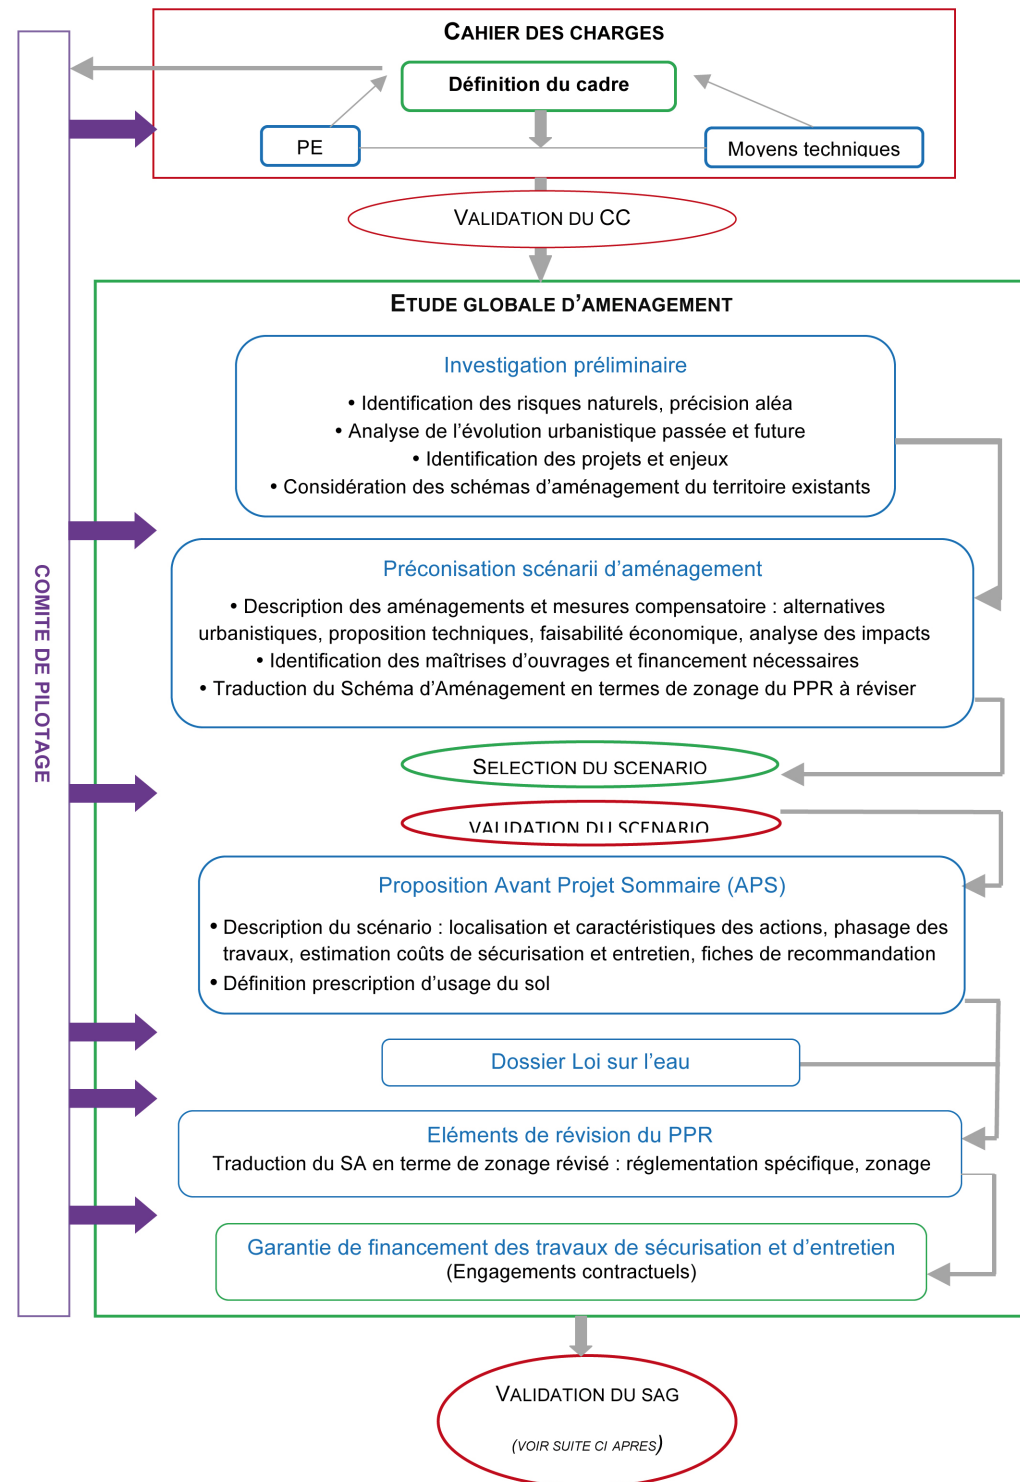 CAHIER DES CHARGES
Définition du cadre
PE
Moyens techniques
VALIDATION DU CC
ETUDE GLOBALE D'AMENAGEMENT
Investigation préliminaire
• Identification des risques naturels, précision aléa
• Analyse de l'évolution urbanistique passée et future
• Identification des projets et enjeux
• Considération des schémas d'aménagement du territoire existants
COMITE DE PILOTAGE
Préconisation scénarii d'aménagement
• Description des aménagements et mesures compensatoire : alternatives
urbanistiques, proposition techniques, faisabilité économique, analyse des impacts
• Identification des maîtrises d'ouvrages et financement nécessaires
• Traduction du Schéma d'Aménagement en termes de zonage du PPR à réviser
SELECTION DU SCENARIO
VALIDATION DU SCENARIO
Proposition Avant Projet Sommaire (APS)
• Description du scénario : localisation et caractéristiques des actions, phasage des
travaux, estimation coûts de sécurisation et entretien, fiches de recommandation
• Définition prescription d'usage du sol
Dossier Loi sur l'eau
Eléments de révision du PPR
Traduction du SA en terme de zonage révisé : réglementation spécifique, zonage
Garantie de financement des travaux de sécurisation et d'entretien
(Engagements contractuels)
VALIDATION DU SAG
(VOIR SUITE CI APRES)